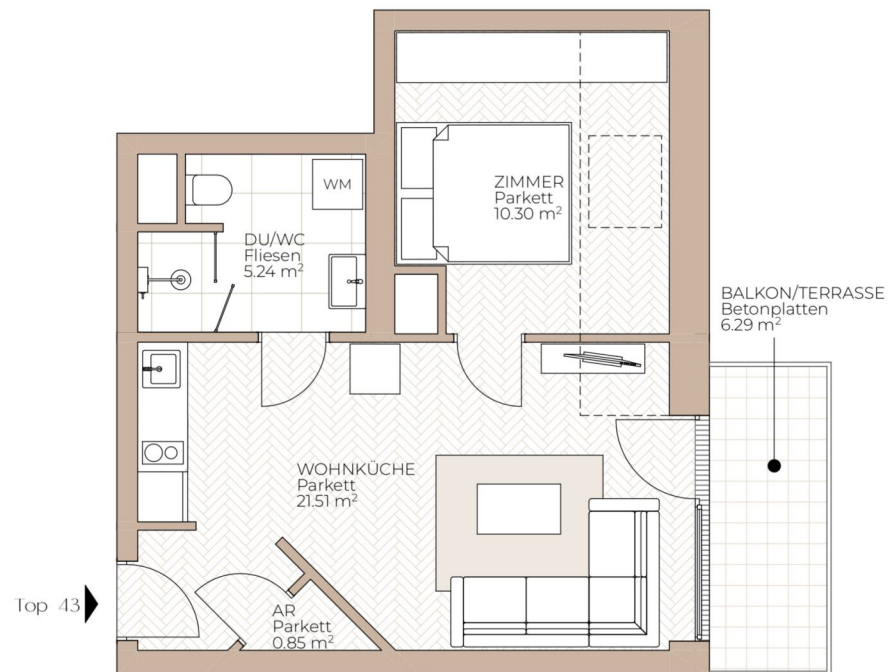 ZIMMER
Parkett
10.30 m²
WM
DU/WC
Fliesen
5.24 m²
BALKON/TERRASSE
Betonplatten
6.29 m²
WOHNKÜCHE
Parkett
21.51 m²
Top 43
AR
Parkett
0.85 m²